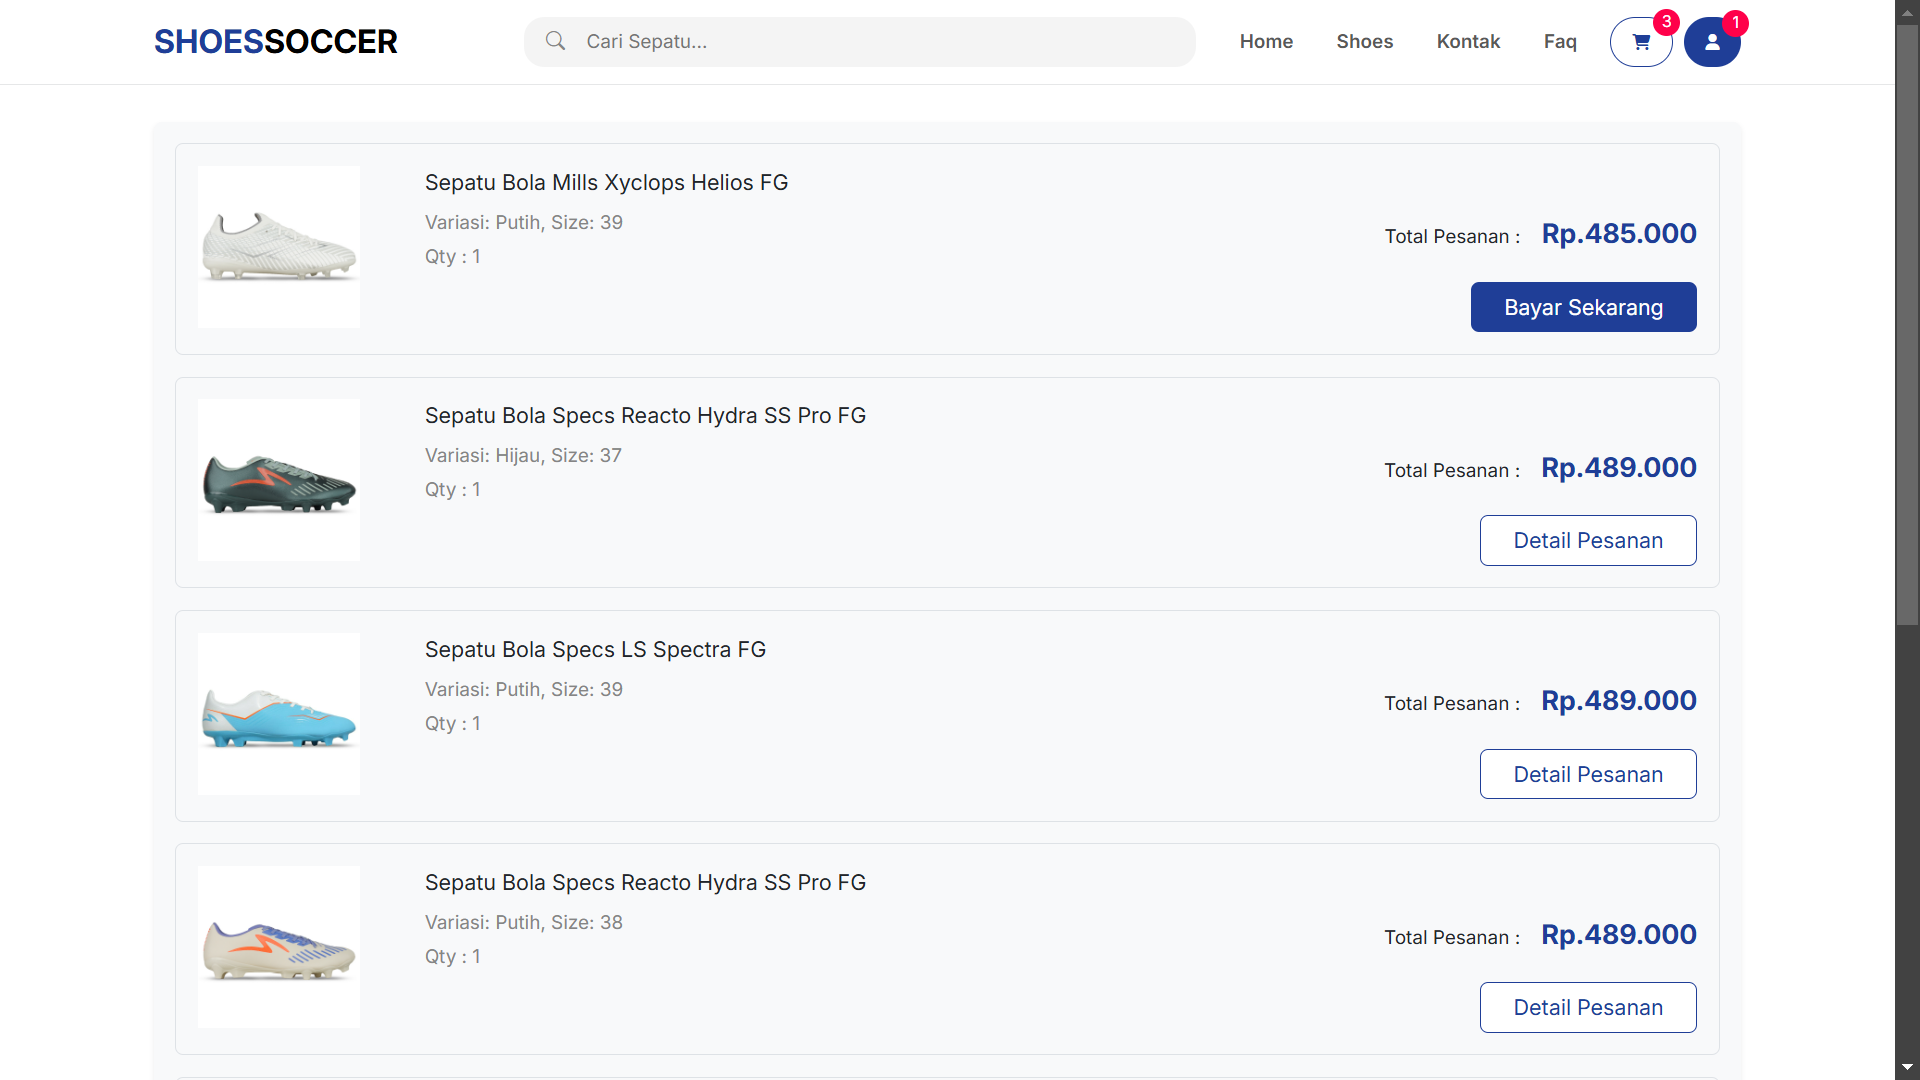 SHOESSOCCER
Cari Sepatu...
Home
Shoes
Kontak
Faq
3
1
Sepatu Bola Mills Xyclops Helios FG
Variasi: Putih, Size: 39
Qty : 1
Total Pesanan : Rp.485.000
Bayar Sekarang
Sepatu Bola Specs Reacto Hydra SS Pro FG
Variasi: Hijau, Size: 37
Qty : 1
Total Pesanan : Rp.489.000
Detail Pesanan
Sepatu Bola Specs LS Spectra FG
Variasi: Putih, Size: 39
Qty : 1
Total Pesanan : Rp.489.000
Detail Pesanan
Sepatu Bola Specs Reacto Hydra SS Pro FG
Variasi: Putih, Size: 38
Qty : 1
Total Pesanan : Rp.489.000
Detail Pesanan